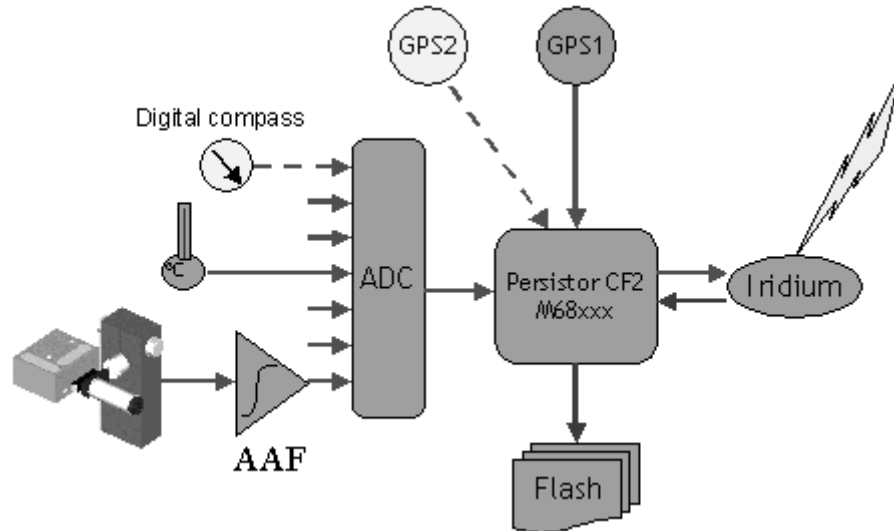 GPS2
GPS1
Digital compass
°C
ADC
Persistor CF2
M68xxx
Iridium
AAF
Flash